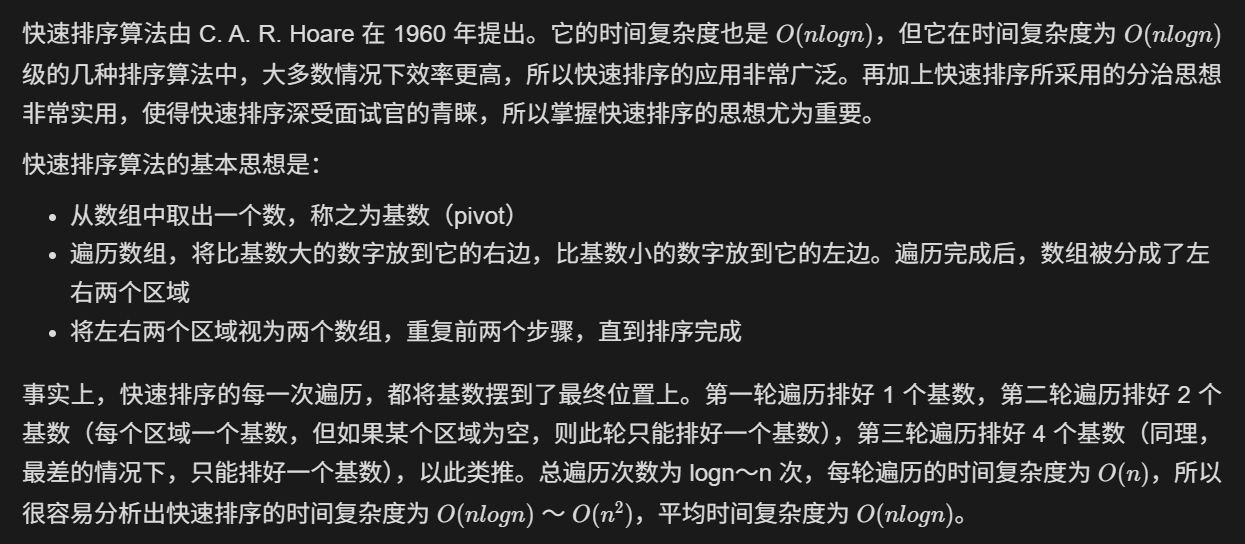 快速排序算法由 C. A. R. Hoare 在 1960 年提出。它的时间复杂度也是 O(nlogn)，但它在时间复杂度为 O(nlogn)
级的几种排序算法中，大多数情况下效率更高，所以快速排序的应用非常广泛。再加上快速排序所采用的分治思想
非常实用，使得快速排序深受面试官的青睐，所以掌握快速排序的思想尤为重要。
快速排序算法的基本思想是：
• 从数组中取出一个数，称之为基数（pivot）
• 遍历数组，将比基数大的数字放到它的右边，比基数小的数字放到它的左边。遍历完成后，数组被分成了左
右两个区域
• 将左右两个区域视为两个数组，重复前两个步骤，直到排序完成
事实上，快速排序的每一次遍历，都将基数摆到了最终位置上。第一轮遍历排好 1 个基数，第二轮遍历排好 2 个
基数（每个区域一个基数，但如果某个区域为空，则此轮只能排好一个基数），第三轮遍历排好 4 个基数（同理，
最差的情况下，只能排好一个基数），以此类推。总遍历次数为 logn～n 次，每轮遍历的时间复杂度为 O(n)，所以
很容易分析出快速排序的时间复杂度为 O(nlogn) ～ O(n²)，平均时间复杂度为 O(nlogn)。